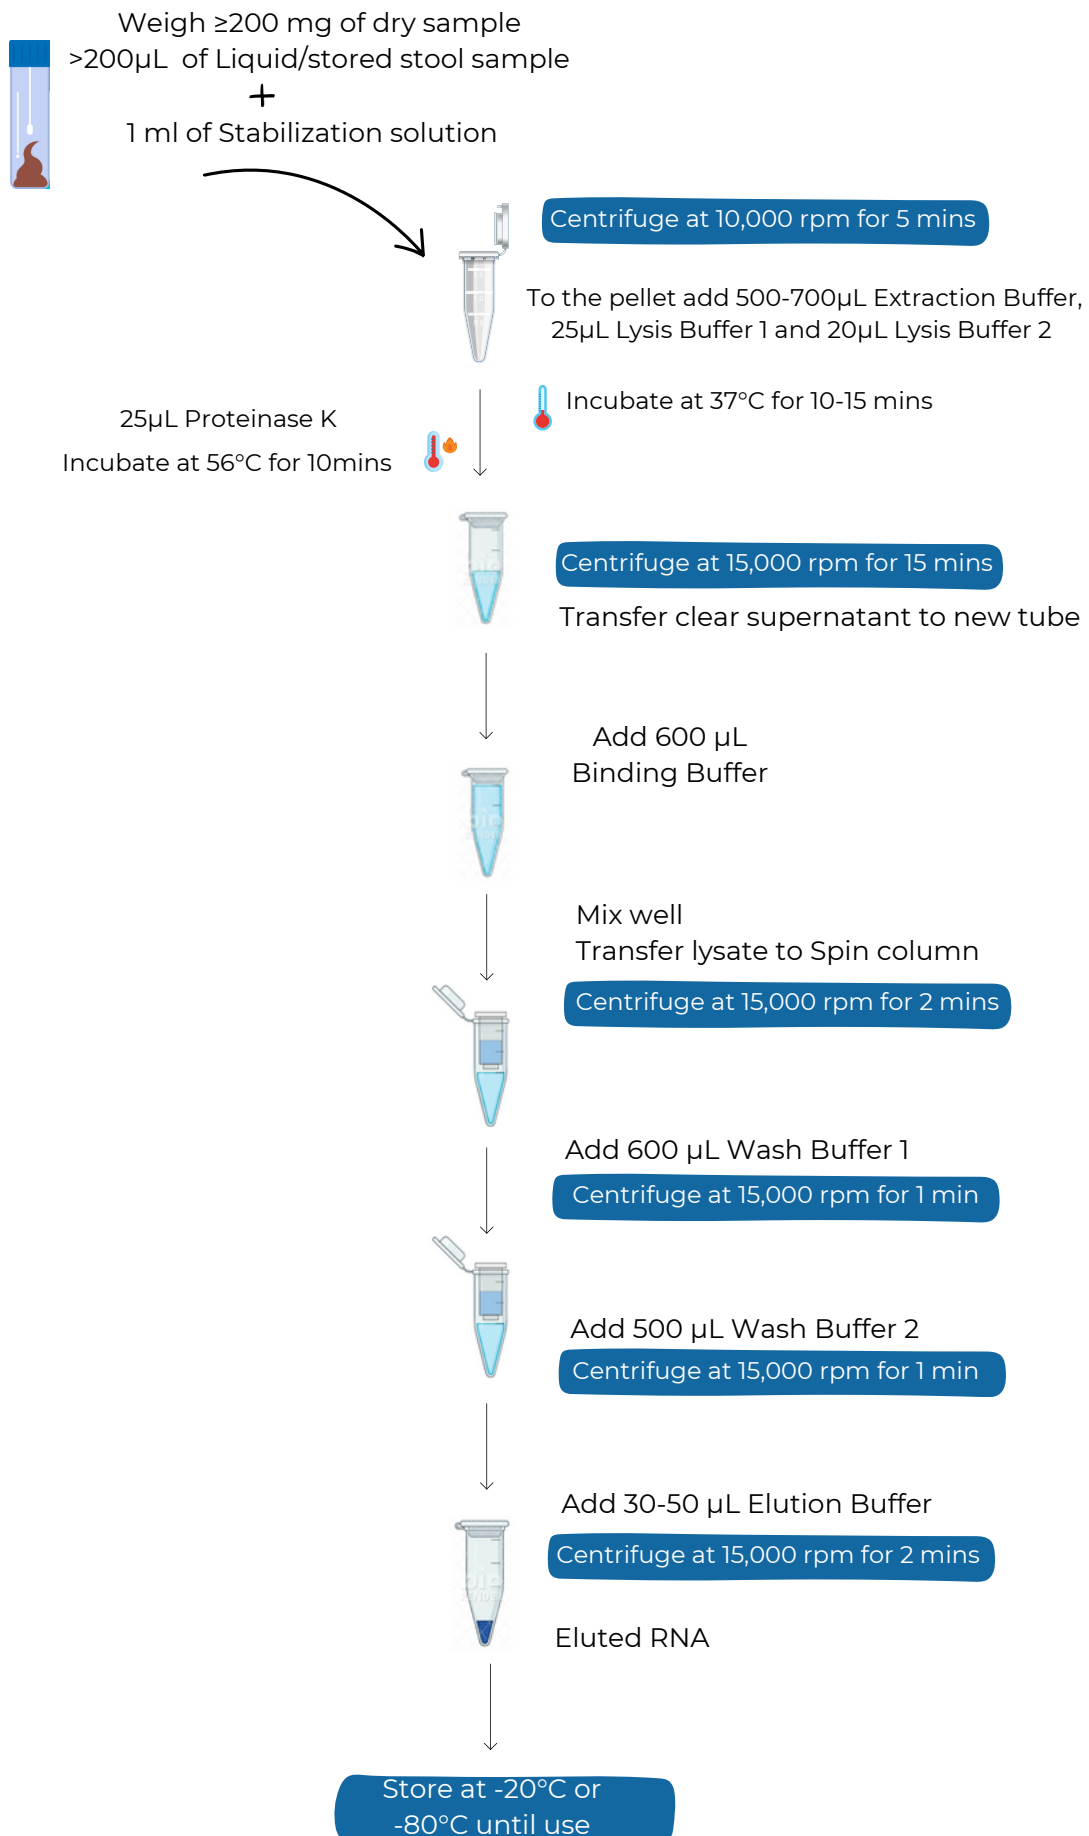 Weigh ≥200 mg of dry sample
>200µL of Liquid/stored stool sample
+
1 ml of Stabilization solution
Centrifuge at 10,000 rpm for 5 mins
To the pellet add 500-700µL Extraction Buffer,
25µL Lysis Buffer 1 and 20µL Lysis Buffer 2
Incubate at 37°C for 10-15 mins
25µL Proteinase K
Incubate at 56°C for 10mins
Centrifuge at 15,000 rpm for 15 mins
Transfer clear supernatant to new tube
Add 600 µL
Binding Buffer
Mix well
Transfer lysate to Spin column
Centrifuge at 15,000 rpm for 2 mins
Add 600 µL Wash Buffer 1
Centrifuge at 15,000 rpm for 1 min
Add 500 µL Wash Buffer 2
Centrifuge at 15,000 rpm for 1 min
Add 30-50 µL Elution Buffer
Centrifuge at 15,000 rpm for 2 mins
Eluted RNA
Store at -20°C or
-80°C until use